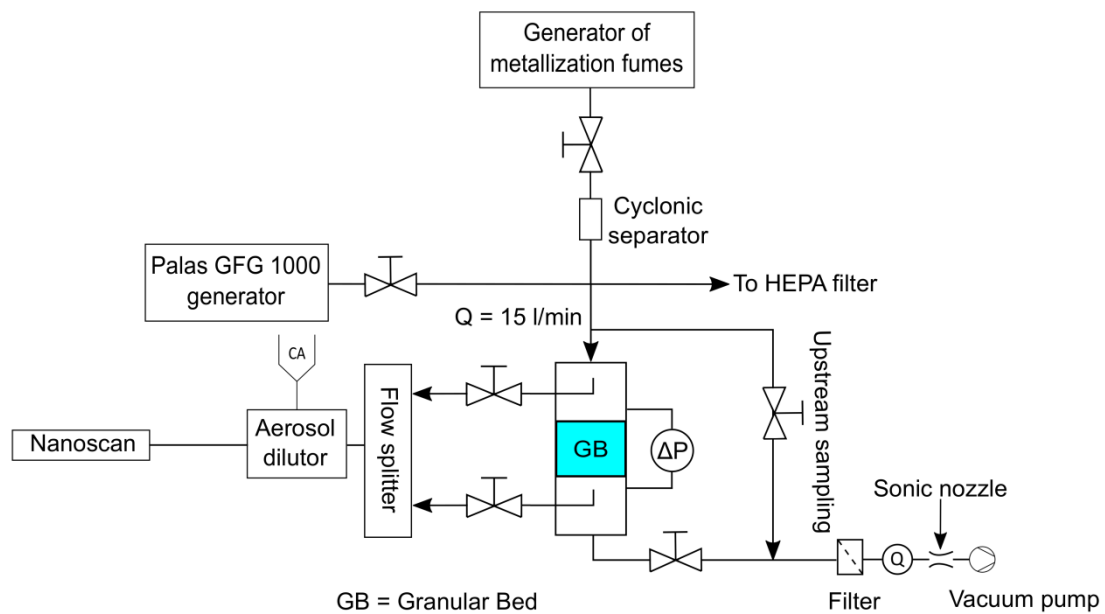 Generator of
metallization fumes
Cyclonic
separator
Palas GFG 1000
generator
To HEPA filter
Q = 15 l/min
CA
Upstream sampling
Flow splitter
Nanoscan
Aerosol
dilutor
GB
ΔP
Sonic nozzle
Q
Filter
Vacuum pump
GB = Granular Bed